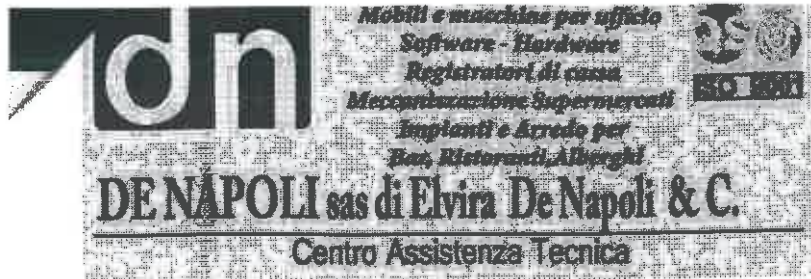 dn
Mobili e macchine per ufficio
Software - Hardware
Registratori di cassa
Meccanizzazione Supermercati
Impianti e Arredo per
Bar, Ristoranti, Alberghi
DE NÁPOLI sas di Elvira De Napoli & C.
Centro Assistenza Tecnica